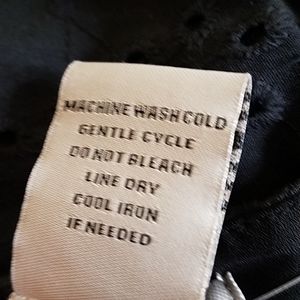 MACHINE WASH COLD
GENTLE CYCLE
DO NOT BLEACH
LINE DRY
COOL IRON
IF NEEDED